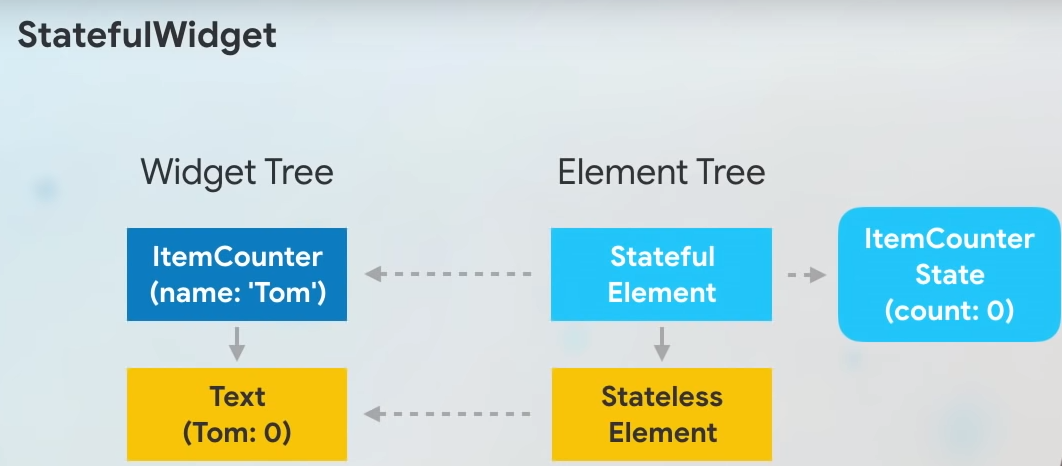 StatefulWidget
Widget Tree
Element Tree
ItemCounter
(name: 'Tom')
Stateful
Element
ItemCounter
State
(count: 0)
Text
(Tom: 0)
Stateless
Element